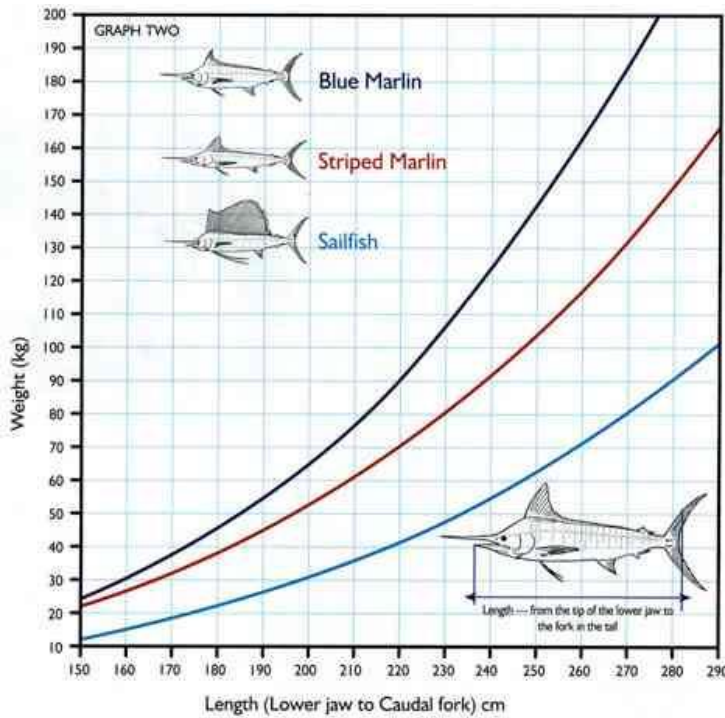 GRAPH TWO
Blue Marlin
Striped Marlin
Sailfish
Weight (kg)
200
190
180
170
160
150
140
130
120
110
100
90
80
70
60
50
40
30
20
10
Length --- from the tip of the lower jaw to
the fork in the tail
150 160 170 180 190 200 210 220 230 240 250 260 270 280 290
Length (Lower jaw to Caudal fork) cm